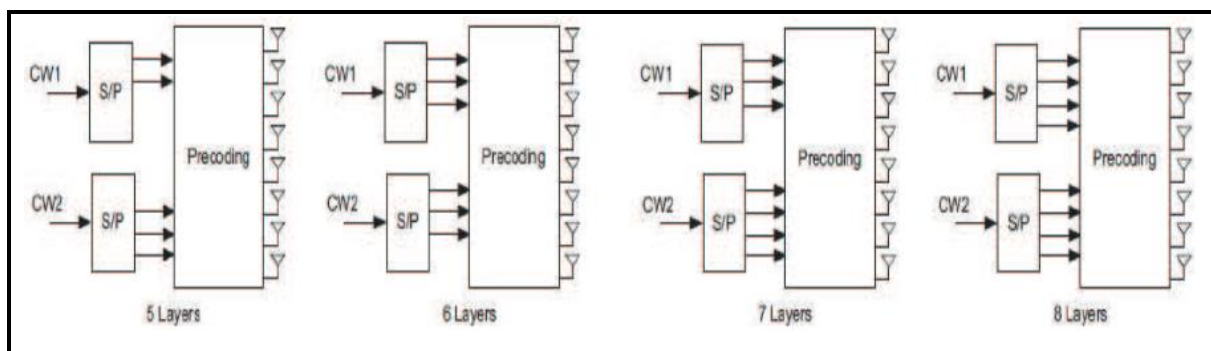 CW1
S/P
CW2
S/P
Precoding
5 Layers
CW1
S/P
CW2
S/P
Precoding
6 Layers
CW1
S/P
CW2
S/P
Precoding
7 Layers
CW1
S/P
CW2
S/P
Precoding
8 Layers